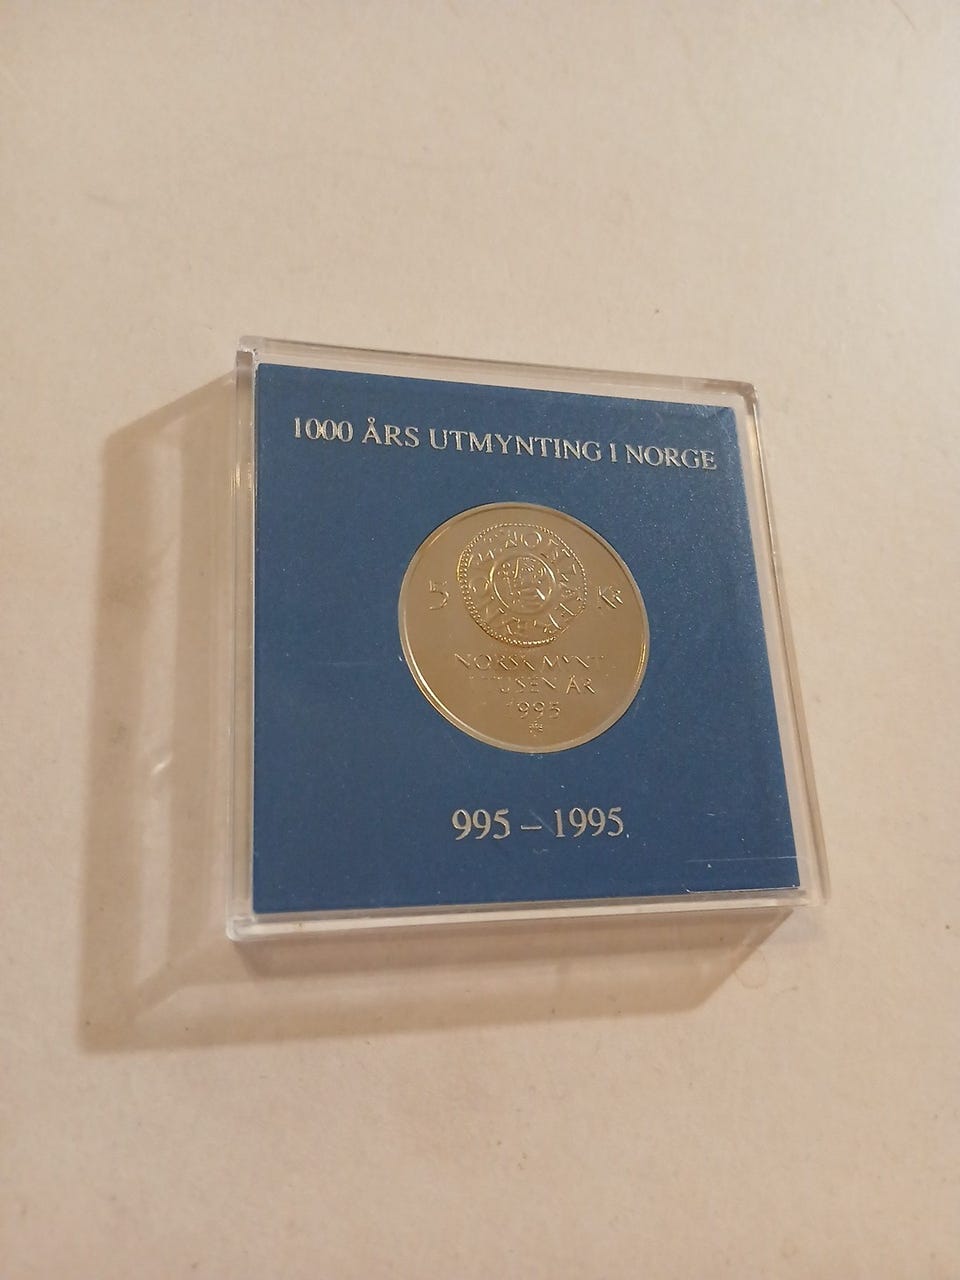 1000 ÅRS UTMYNTING I NORGE
5 Kr
NORSK MYNT
TUSEN ÅR
1995
995 – 1995